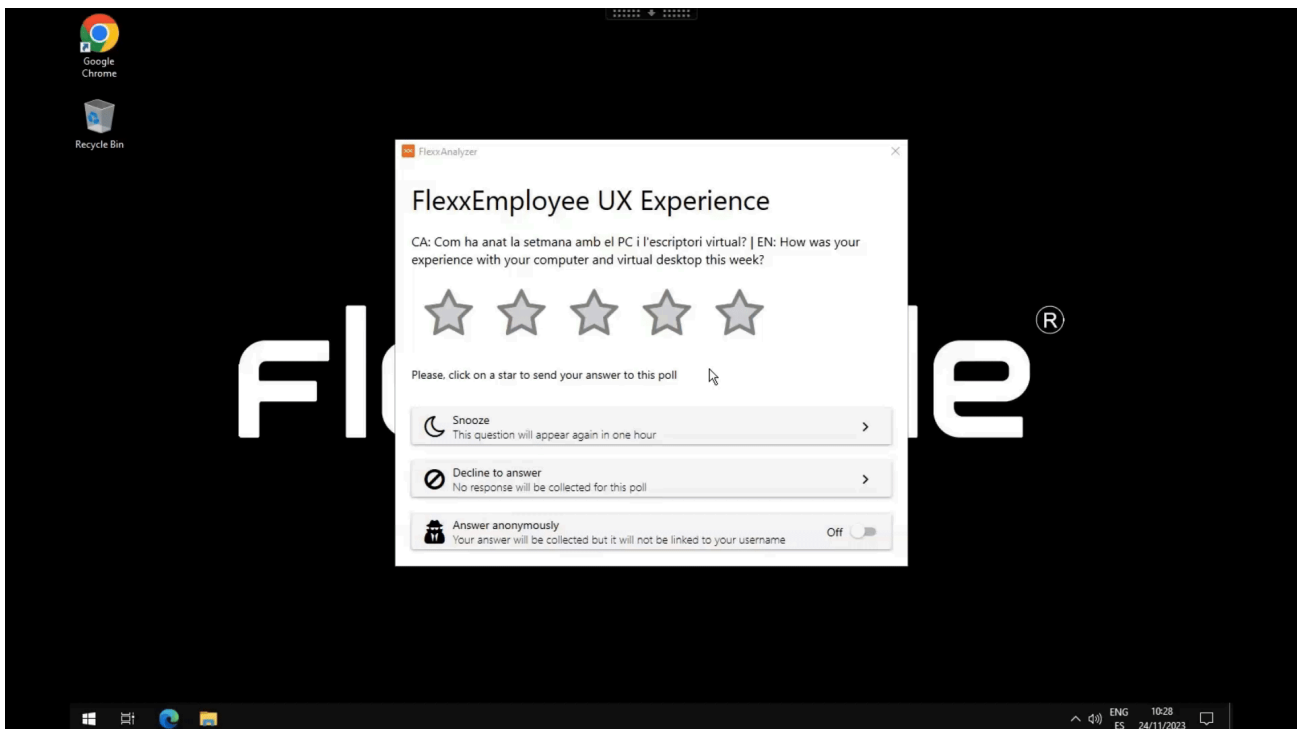 Google
Chrome
Recycle Bin
FlexxAnalyzer
FlexxEmployee UX Experience
CA: Com ha anat la setmana amb el PC i l'escriptori virtual? | EN: How was your
experience with your computer and virtual desktop this week?
Fl
e
®
Please, click on a star to send your answer to this poll
Snooze
This question will appear again in one hour
Decline to answer
No response will be collected for this poll
Answer anonymously
Your answer will be collected but it will not be linked to your username
Off
ENG
ES
10:28
24/11/2023